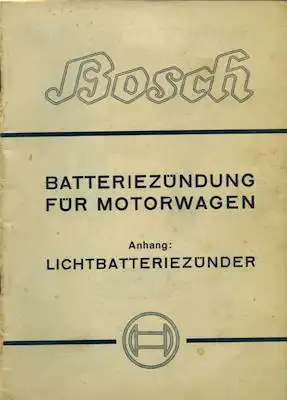 Bosch
BATTERIEZÜNDUNG
FÜR MOTORWAGEN
Anhang:
LICHTBATTERIEZÜNDER